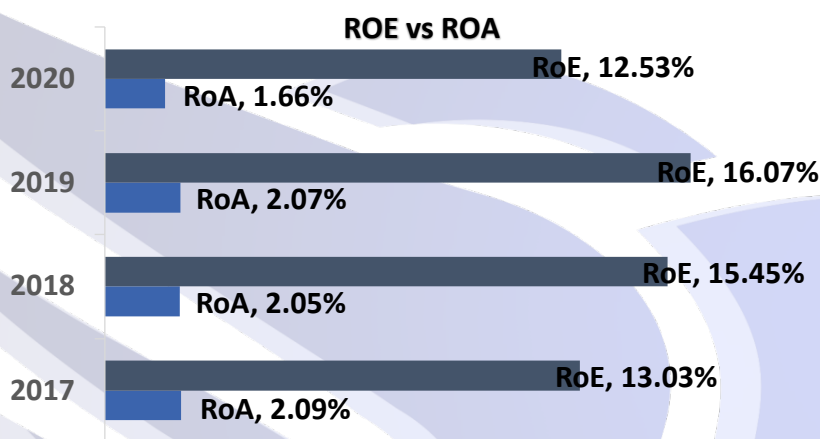 ROE vs ROA
2020
RoE, 12.53%
RoA, 1.66%
2019
RoE, 16.07%
RoA, 2.07%
2018
RoE, 15.45%
RoA, 2.05%
2017
RoE, 13.03%
RoA, 2.09%